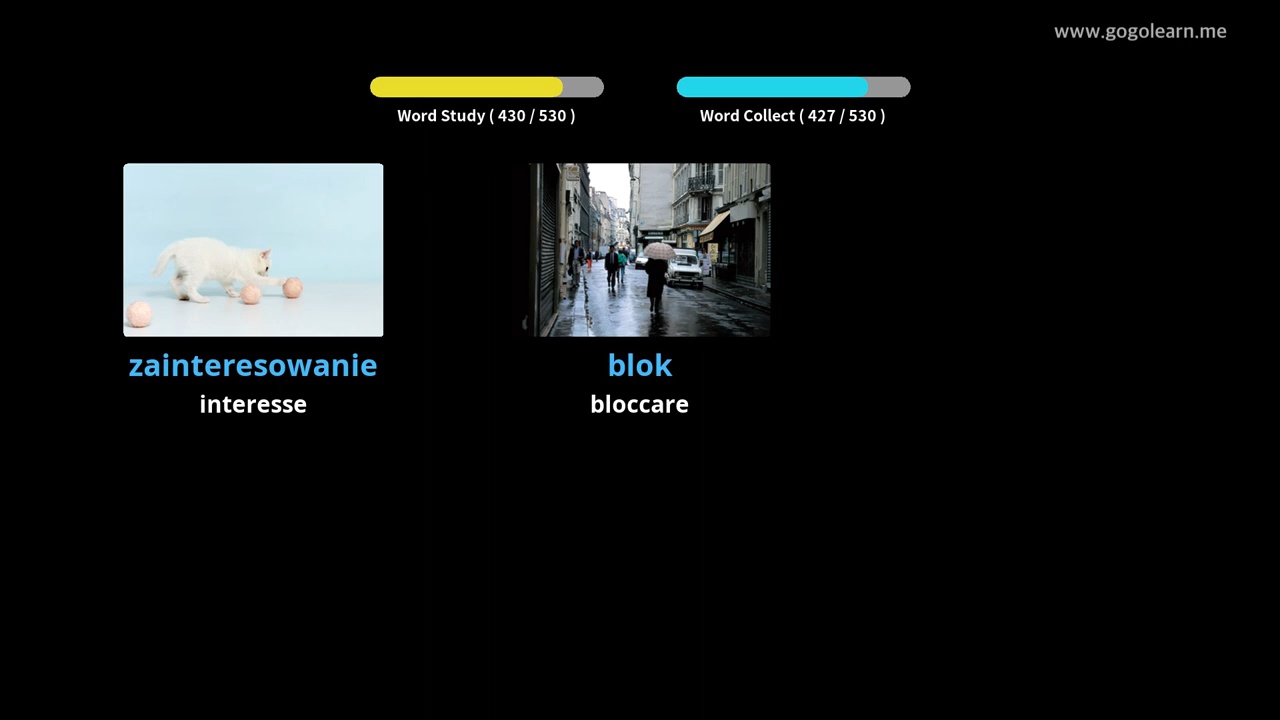 www.gogolearn.me
Word Study ( 430 / 530 )
Word Collect ( 427 / 530 )
zainteresowanie
interesse
blok
bloccare